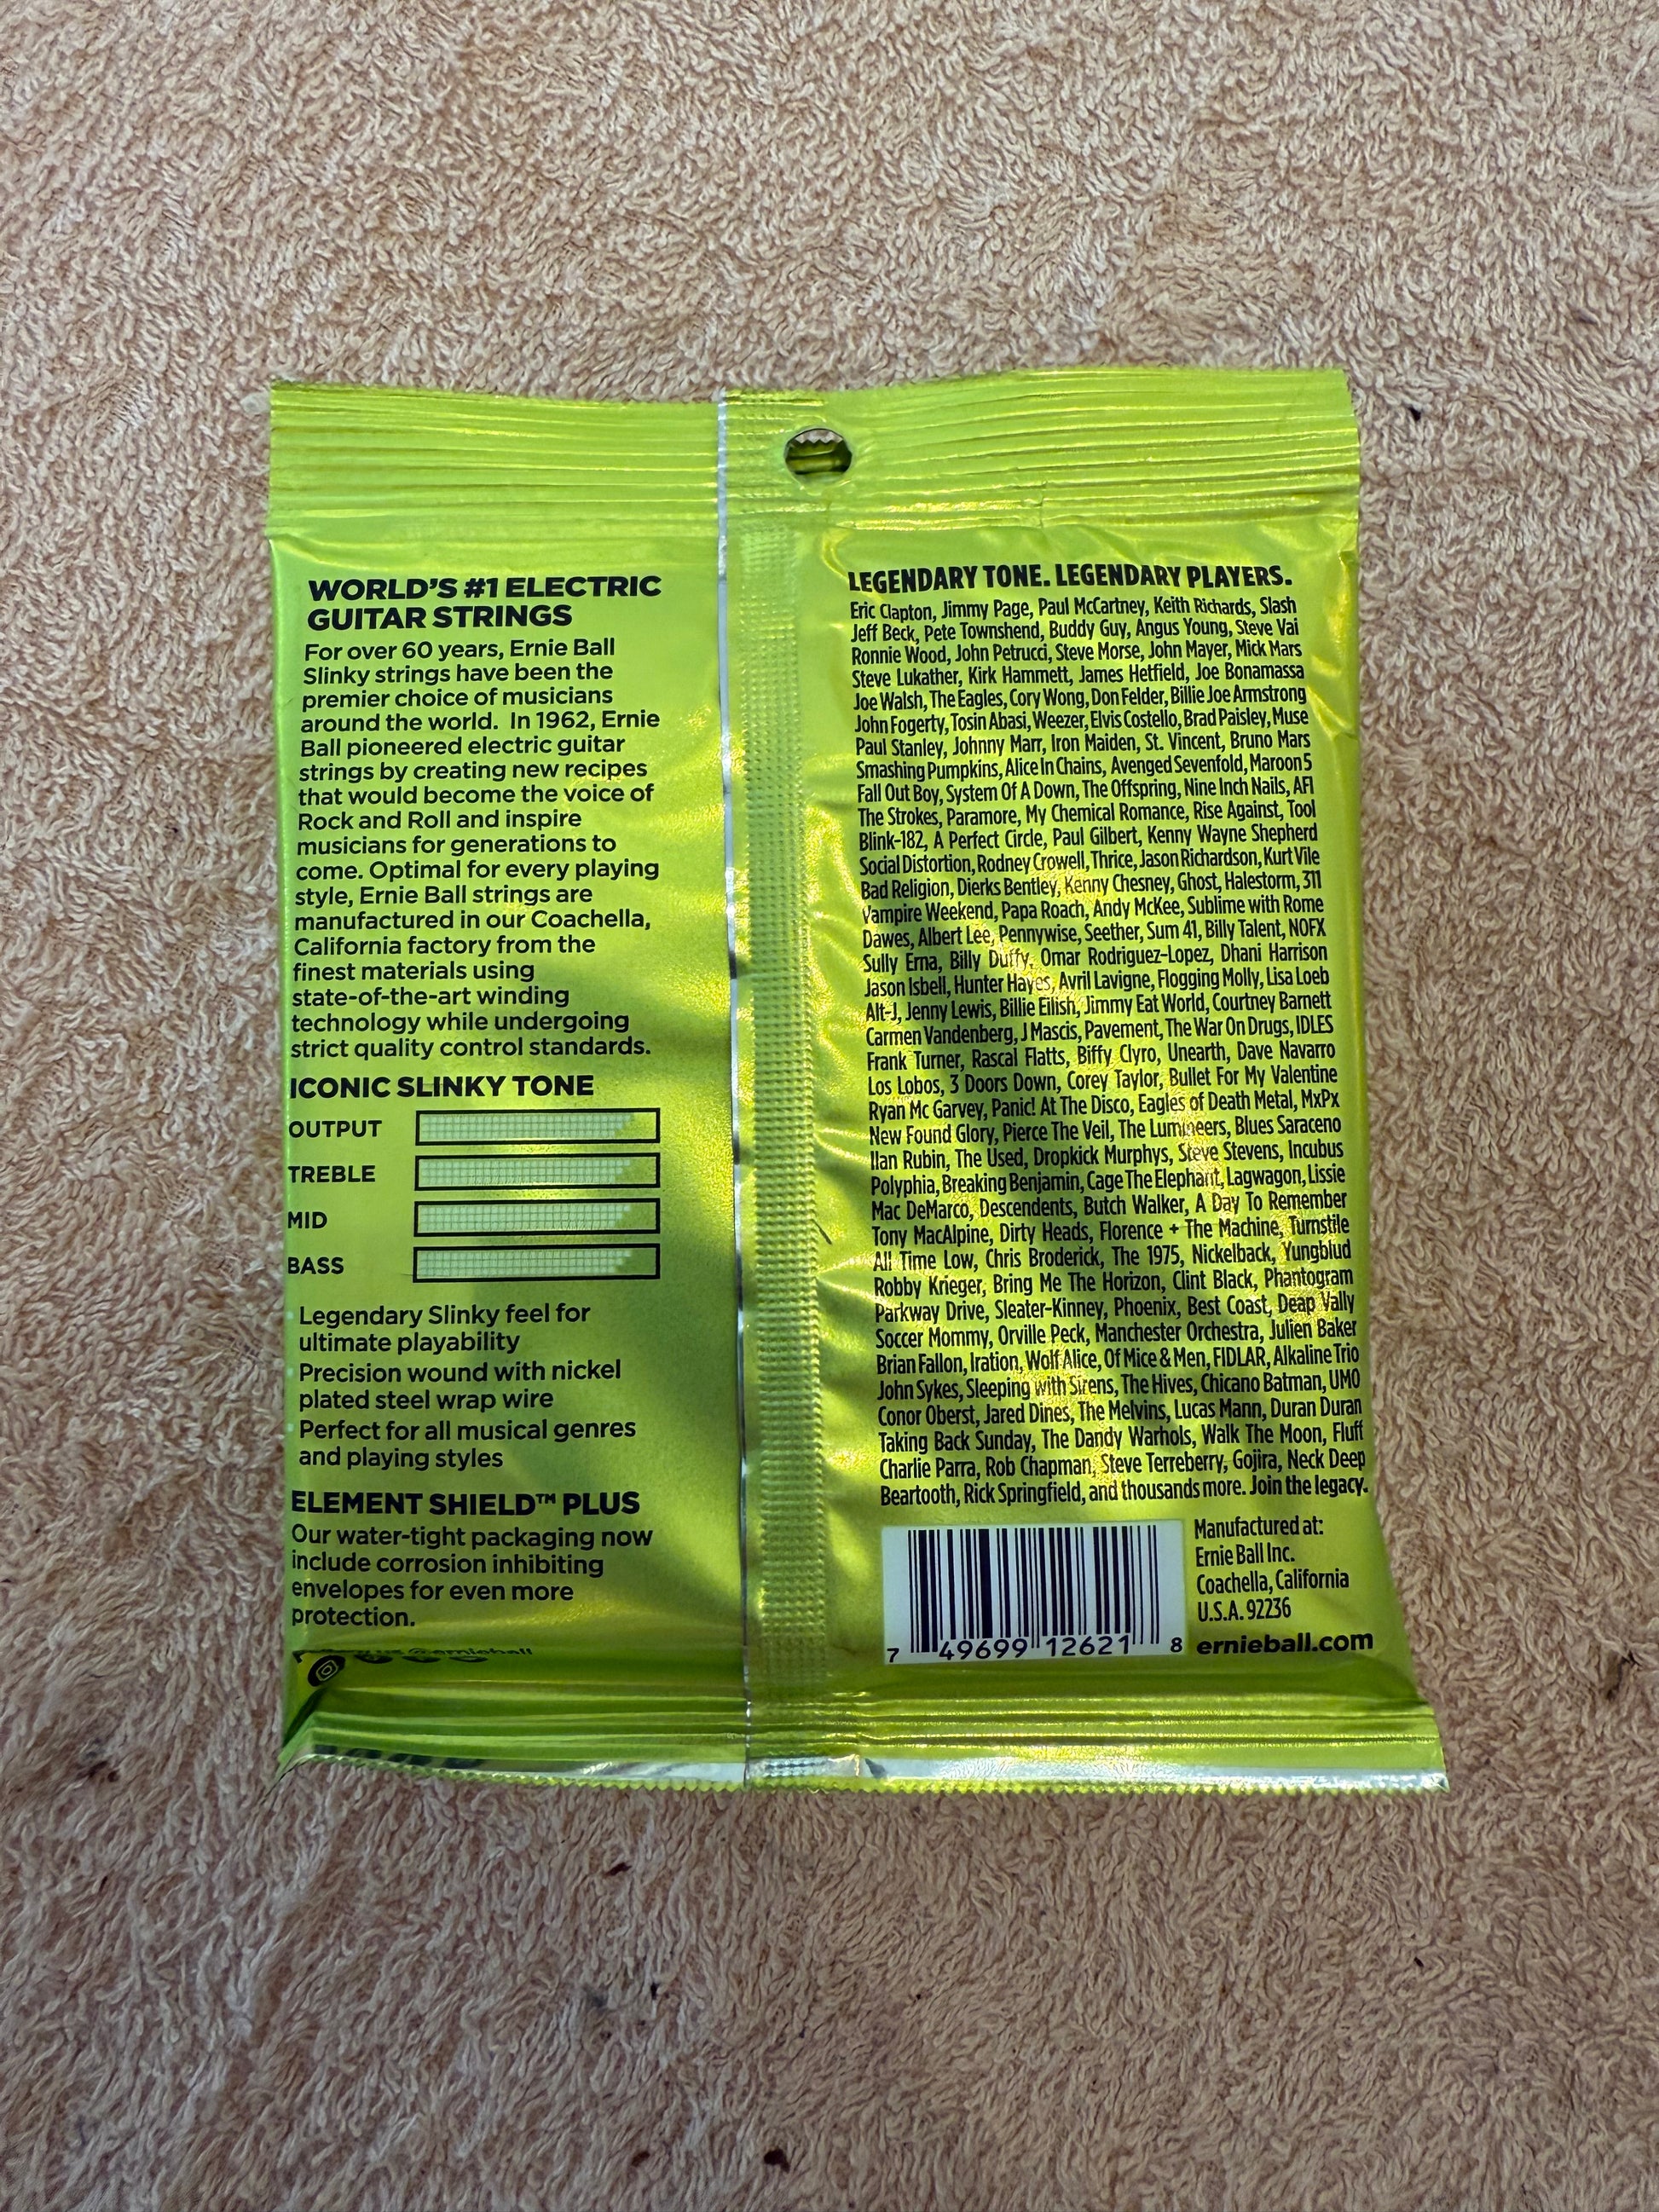 WORLD'S #1 ELECTRIC
GUITAR STRINGS
For over 60 years, Ernie Ball
Slinky strings have been the
premier choice of musicians
around the world.  In 1962, Ernie
Ball pioneered electric guitar
strings by creating new recipes
that would become the voice of
Rock and Roll and inspire
musicians for generations to
come. Optimal for every playing
style, Ernie Ball strings are
manufactured in our Coachella,
California factory from the
finest materials using
state-of-the-art winding
technology while undergoing
strict quality control standards.
ICONIC SLINKY TONE
OUTPUT
TREBLE
MID
BASS
Legendary Slinky feel for
ultimate playability
Precision wound with nickel
plated steel wrap wire
Perfect for all musical genres
and playing styles
ELEMENT SHIELD™ PLUS
Our water-tight packaging now
include corrosion inhibiting
envelopes for even more
protection.
@ernieball
LEGENDARY TONE. LEGENDARY PLAYERS.
Eric Clapton, Jimmy Page, Paul McCartney, Keith Richards, Slash
Jeff Beck, Pete Townshend, Buddy Guy, Angus Young, Steve Vai
Ronnie Wood, John Petrucci, Steve Morse, John Mayer, Mick Mars
Steve Lukather, Kirk Hammett, James Hetfield, Joe Bonamassa
Joe Walsh, The Eagles, Cory Wong, Don Felder, Billie Joe Armstrong
John Fogerty, Tosin Abasi, Weezer, Elvis Costello, Brad Paisley, Muse
Paul Stanley, Johnny Marr, Iron Maiden, St. Vincent, Bruno Mars
Smashing Pumpkins, Alice In Chains, Avenged Sevenfold, Maroon 5
Fall Out Boy, System Of A Down, The Offspring, Nine Inch Nails, AFI
The Strokes, Paramore, My Chemical Romance, Rise Against, Tool
Blink-182, A Perfect Circle, Paul Gilbert, Kenny Wayne Shepherd
Social Distortion, Rodney Crowell, Thrice, Jason Richardson, Kurt Vile
Bad Religion, Dierks Bentley, Kenny Chesney, Ghost, Halestorm, 311
Vampire Weekend, Papa Roach, Andy McKee, Sublime with Rome
Dawes, Albert Lee, Pennywise, Seether, Sum 41, Billy Talent, NOFX
Sully Erna, Billy Duffy, Omar Rodriguez-Lopez, Dhani Harrison
Jason Isbell, Hunter Hayes, Avril Lavigne, Flogging Molly, Lisa Loeb
Alt-J, Jenny Lewis, Billie Eilish, Jimmy Eat World, Courtney Barnett
Carmen Vandenberg, J Mascis, Pavement, The War On Drugs, IDLES
Frank Turner, Rascal Flatts, Biffy Clyro, Unearth, Dave Navarro
Los Lobos, 3 Doors Down, Corey Taylor, Bullet For My Valentine
Ryan Mc Garvey, Panic! At The Disco, Eagles of Death Metal, MxPx
New Found Glory, Pierce The Veil, The Lumineers, Blues Saraceno
Ilan Rubin, The Used, Dropkick Murphys, Steve Stevens, Incubus
Polyphia, Breaking Benjamin, Cage The Elephant, Lagwagon, Lissie
Mac DeMarco, Descendents, Butch Walker, A Day To Remember
Tony MacAlpine, Dirty Heads, Florence + The Machine, Turnstile
All Time Low, Chris Broderick, The 1975, Nickelback, Yungblud
Robby Krieger, Bring Me The Horizon, Clint Black, Phantogram
Parkway Drive, Sleater-Kinney, Phoenix, Best Coast, Deap Vally
Soccer Mommy, Orville Peck, Manchester Orchestra, Julien Baker
Brian Fallon, Iration, Wolf Alice, Of Mice & Men, FIDLAR, Alkaline Trio
John Sykes, Sleeping with Sirens, The Hives, Chicano Batman, UMO
Conor Oberst, Jared Dines, The Melvins, Lucas Mann, Duran Duran
Taking Back Sunday, The Dandy Warhols, Walk The Moon, Fluff
Charlie Parra, Rob Chapman, Steve Terreberry, Gojira, Neck Deep
Beartooth, Rick Springfield, and thousands more. Join the legacy.
7 49699 12621 8
Manufactured at:
Ernie Ball Inc.
Coachella, California
U.S.A. 92236
ernieball.com